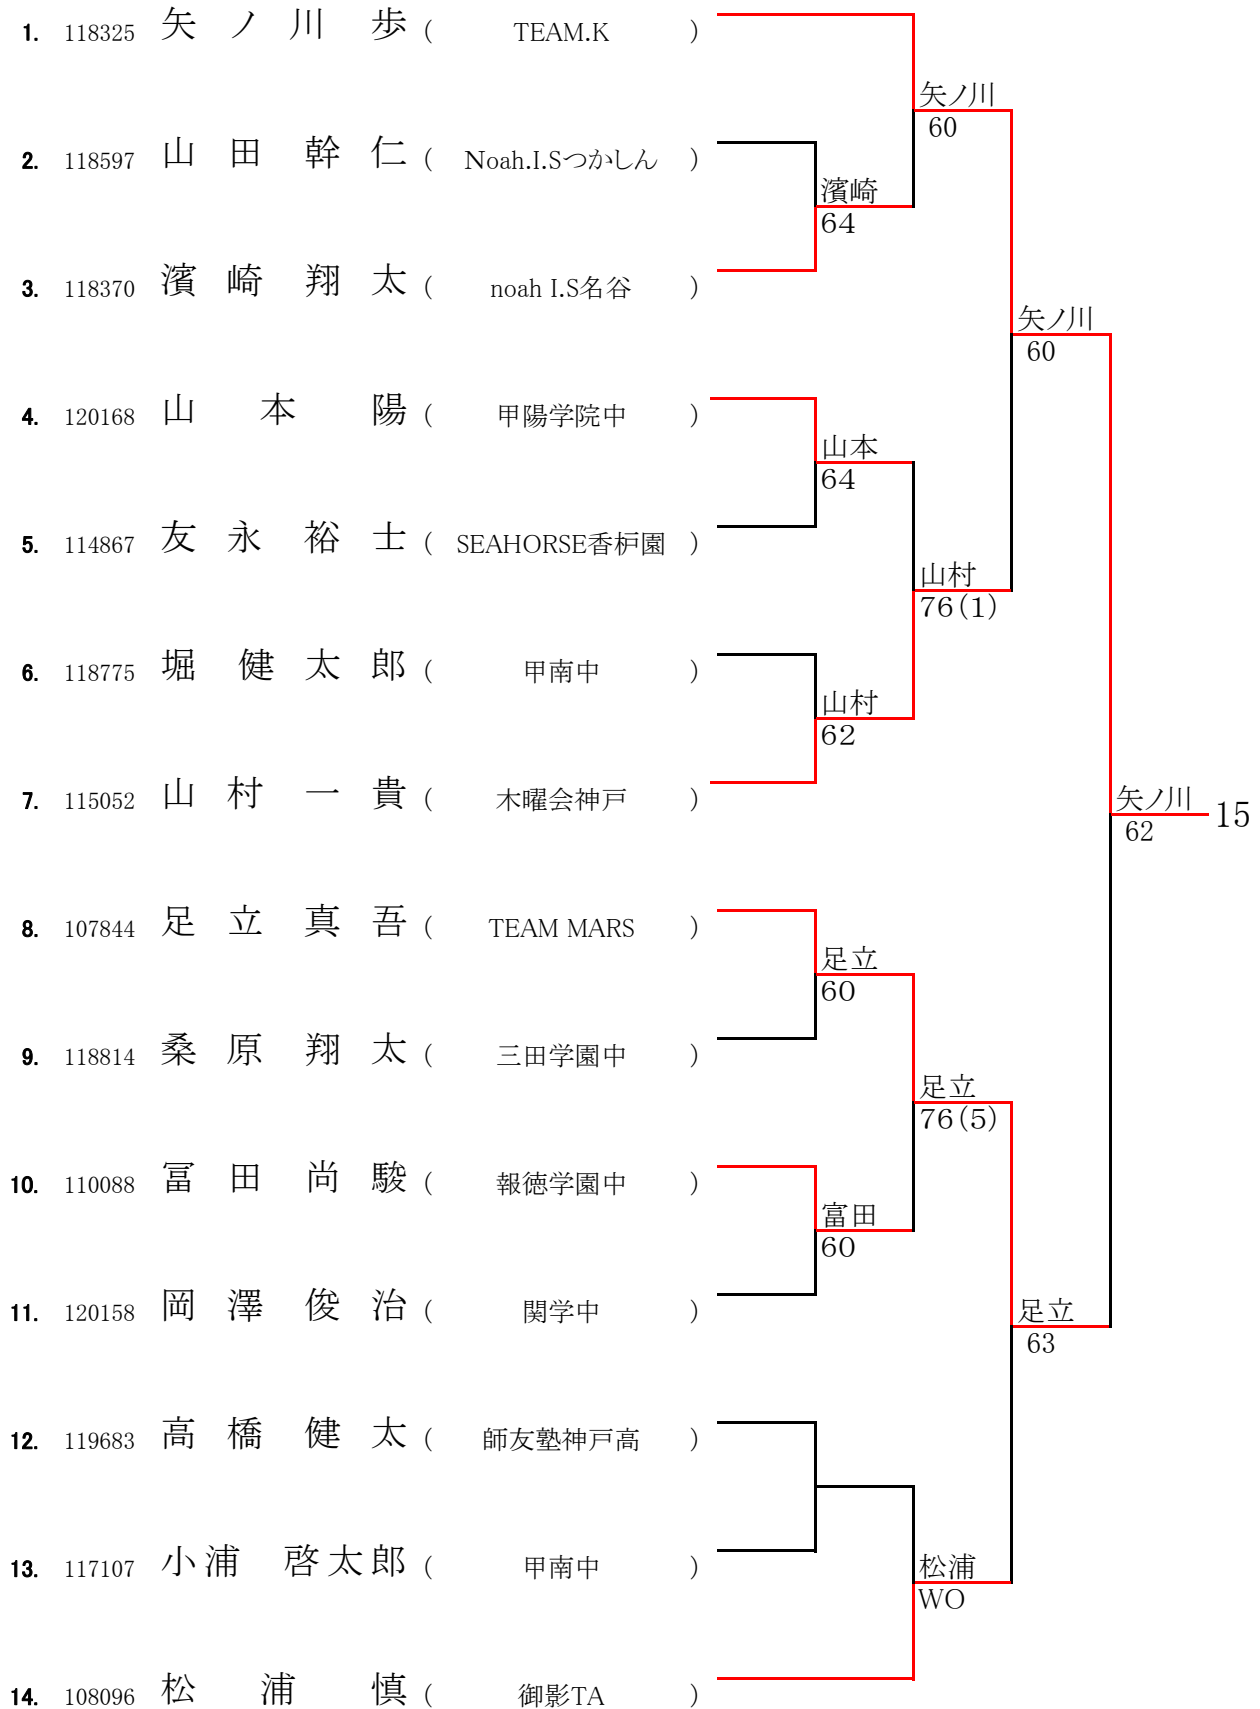 1. 118325 矢ノ川 歩 ( TEAM.K )
矢ノ川
60
2. 118597 山田 幹仁 ( Noah.I.Sつかしん )
濱崎
64
3. 118370 濱崎 翔太 ( noah I.S名谷 )
矢ノ川
60
4. 120168 山本 陽 ( 甲陽学院中 )
山本
64
5. 114867 友永 裕士 ( SEAHORSE香枦園 )
山村
76(1)
6. 118775 堀 健太郎 ( 甲南中 )
山村
62
7. 115052 山村 一貴 ( 木曜会神戸 )
矢ノ川
62
15
8. 107844 足立 真吾 ( TEAM MARS )
足立
60
9. 118814 桑原 翔太 ( 三田学園中 )
足立
76(5)
10. 110088 冨田 尚駿 ( 報徳学園中 )
富田
60
11. 120158 岡澤 俊治 ( 関学中 )
足立
63
12. 119683 高橋 健太 ( 師友塾神戸高 )
13. 117107 小浦 啓太郎 ( 甲南中 )
松浦
WO
14. 108096 松浦 慎 ( 御影TA )